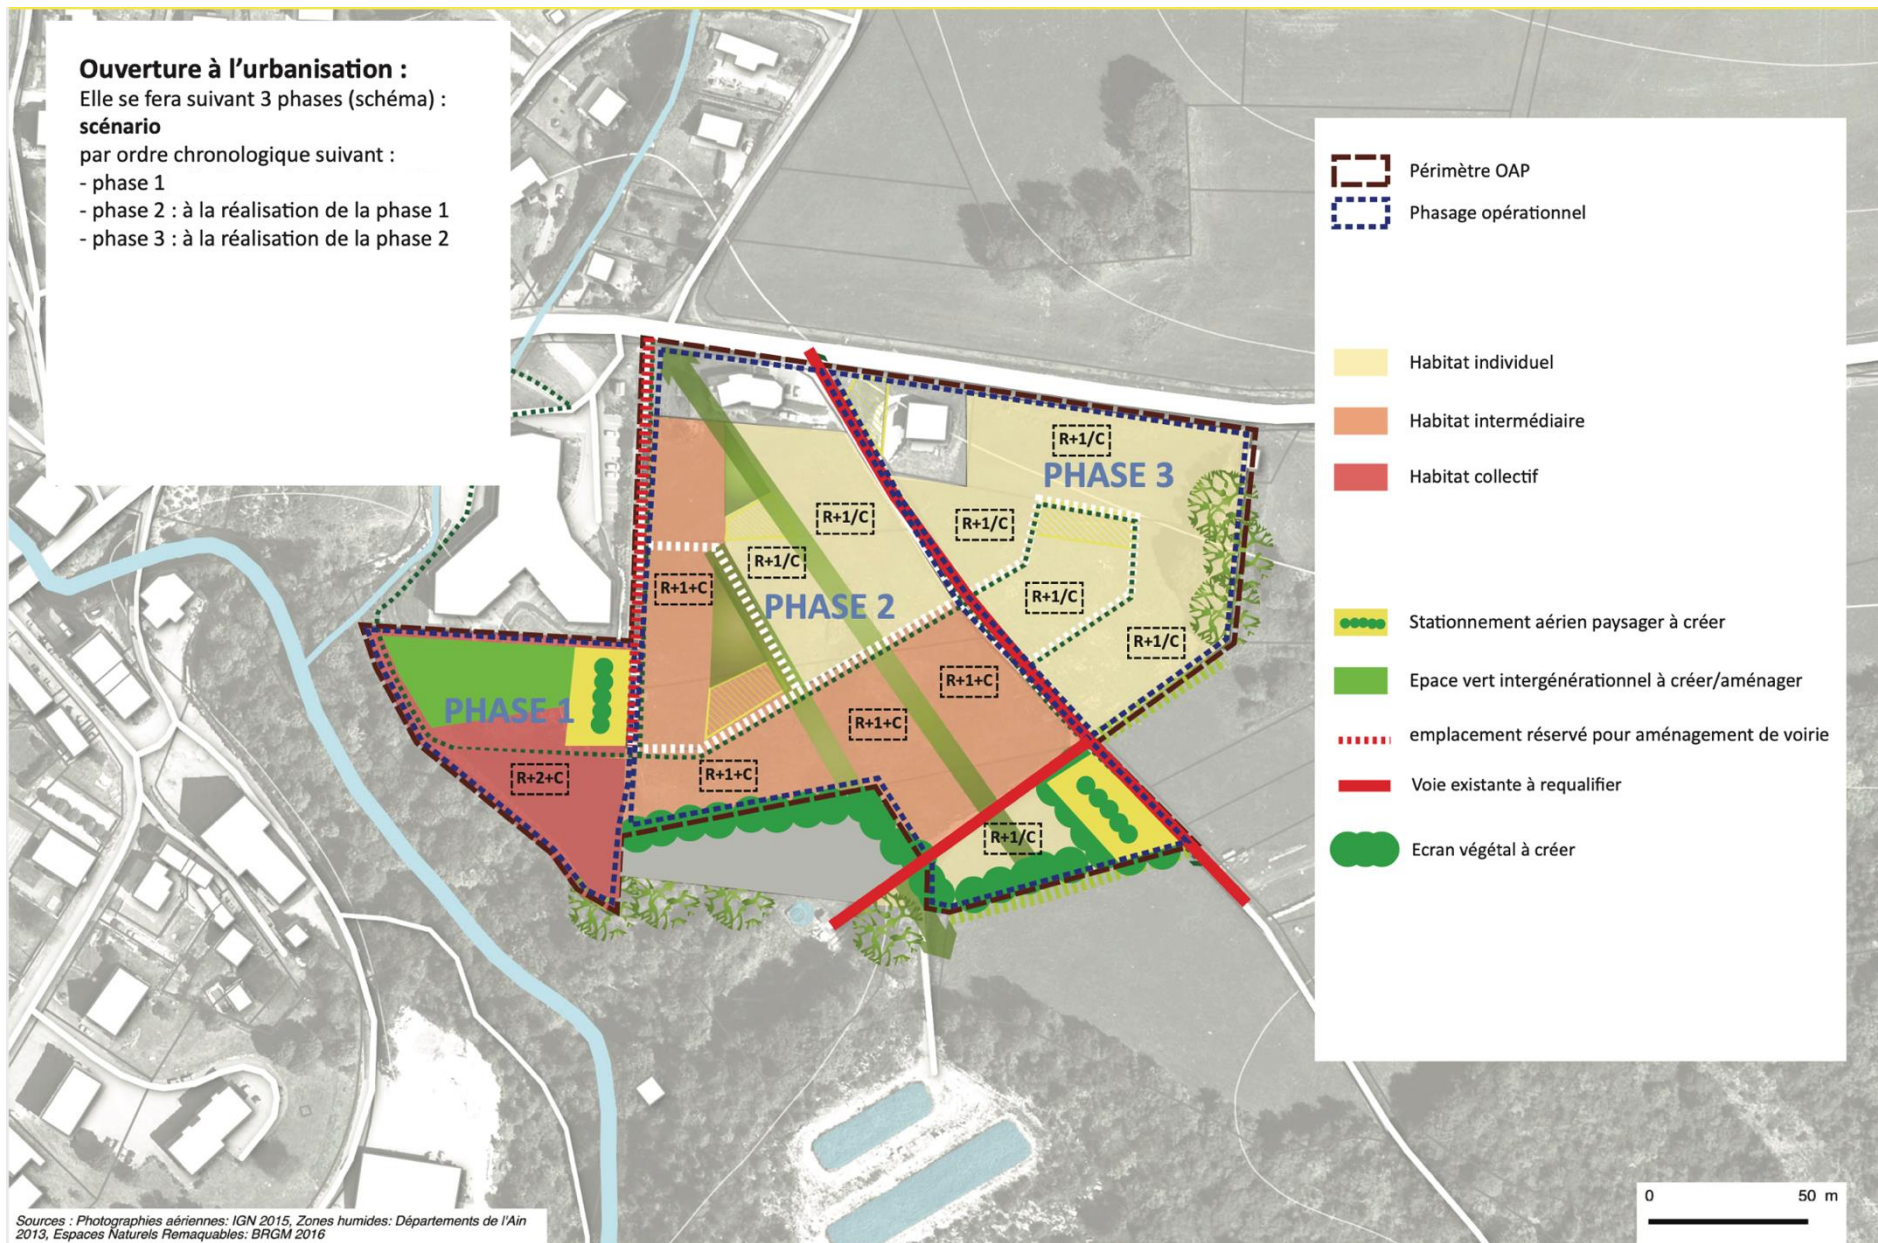 Ouverture à l'urbanisation :
Elle se fera suivant 3 phases (schéma) :
scénario
par ordre chronologique suivant :
- phase 1
- phase 2 : à la réalisation de la phase 1
- phase 3 : à la réalisation de la phase 2
Périmètre OAP
Phasage opérationnel
Habitat individuel
Habitat intermédiaire
Habitat collectif
Stationnement aérien paysager à créer
Epace vert intergénérationnel à créer/aménager
emplacement réservé pour aménagement de voirie
Voie existante à requalifier
Ecran végétal à créer
R+1/C
PHASE 3
R+1/C
R+1/C
R+1/C
R+1+C
PHASE 2
R+1/C
R+1/C
R+1+C
PHASE 1
R+1+C
R+2+C
R+1+C
R+1/C
0 50 m
Sources : Photographies aériennes: IGN 2015, Zones humides: Départements de l'Ain
2013, Espaces Naturels Remaquables: BRGM 2016